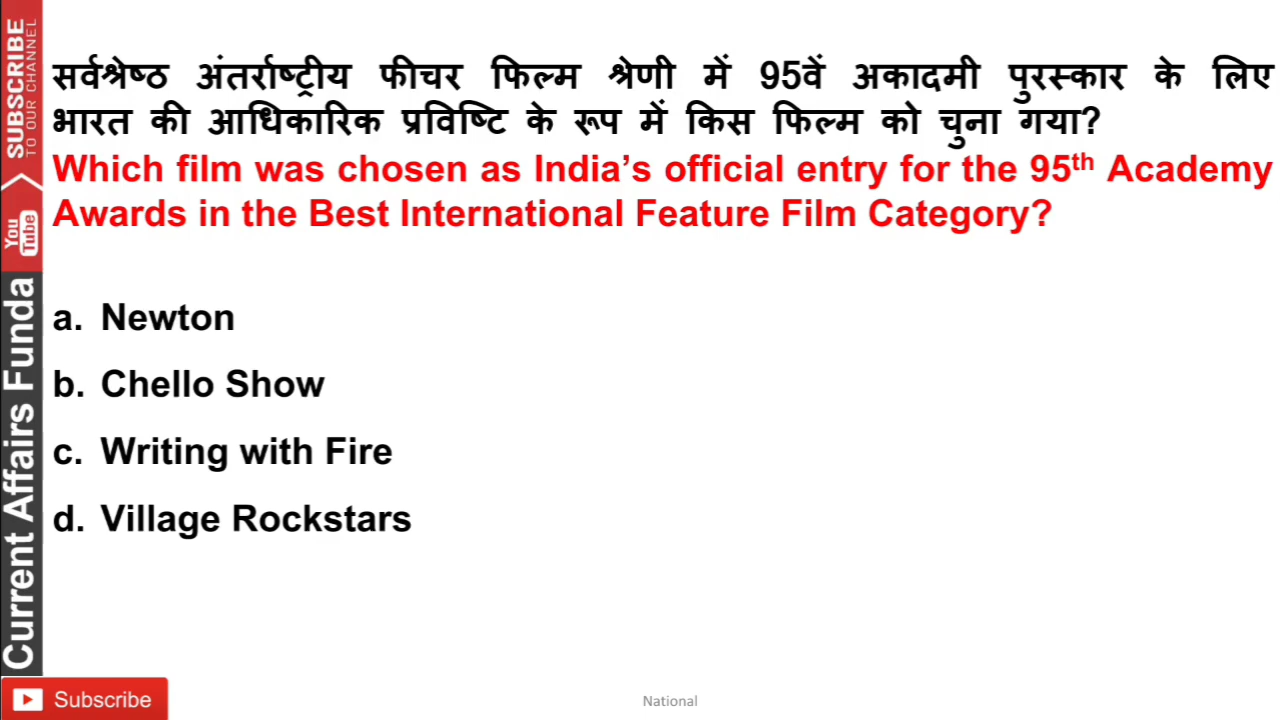 सर्वश्रेष्ठ अंतर्राष्ट्रीय फीचर फिल्म श्रेणी में 95वें अकादमी पुरस्कार के लिए
भारत की आधिकारिक प्रविष्टि के रूप में किस फिल्म को चुना गया?
Which film was chosen as India’s official entry for the 95th Academy
Awards in the Best International Feature Film Category?
a. Newton
b. Chello Show
c. Writing with Fire
d. Village Rockstars
SUBSCRIBE
TO OUR CHANNEL
You
Tube
Current Affairs Funda
Subscribe
National